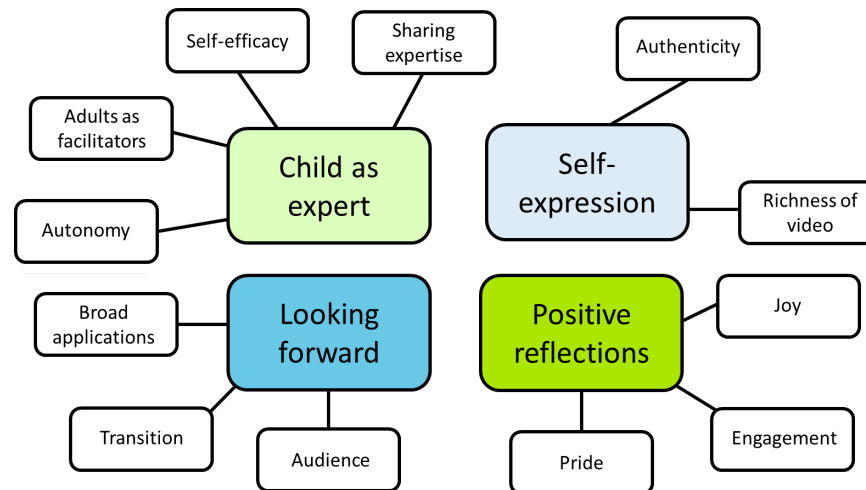 Self-efficacy
Sharing
expertise
Authenticity
Adults as
facilitators
Child as
expert
Self-
expression
Autonomy
Richness of
video
Broad
applications
Looking
forward
Positive
reflections
Joy
Transition
Audience
Pride
Engagement